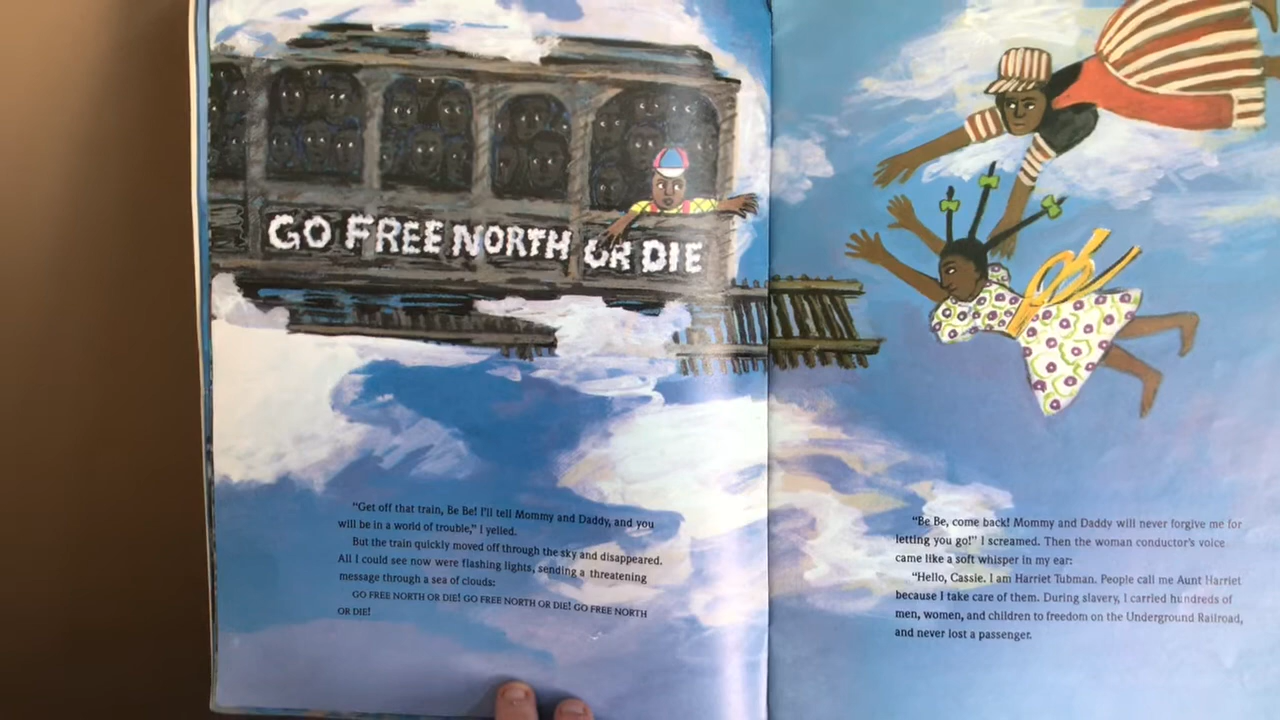 GO FREE NORTH OR DIE
“Get off that train, Be Be! I’ll tell Mommy and Daddy, and you
will be in a world of trouble,” I yelled.
But the train quickly moved off through the sky and disappeared.
All I could see now were flashing lights, sending a threatening
message through a sea of clouds:
GO FREE NORTH OR DIE! GO FREE NORTH OR DIE! GO FREE NORTH
OR DIE!
“Be Be, come back! Mommy and Daddy will never forgive me for
letting you go!” I screamed. Then the woman conductor’s voice
came like a soft whisper in my ear:
“Hello, Cassie. I am Harriet Tubman. People call me Aunt Harriet
because I take care of them. During slavery, I carried hundreds of
men, women, and children to freedom on the Underground Railroad,
and never lost a passenger.